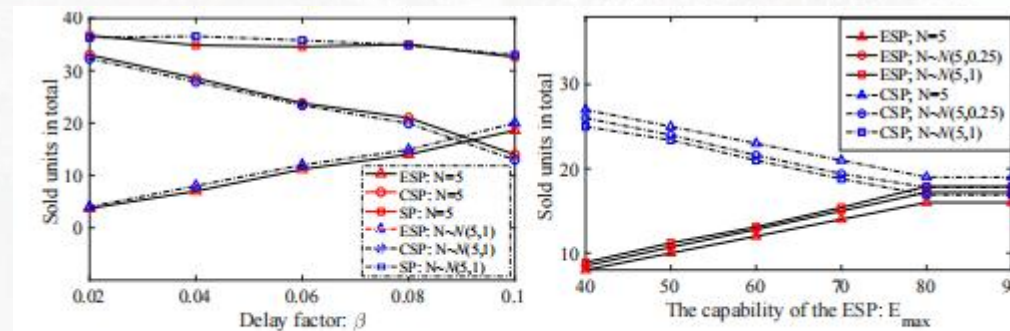 40
30
20
10
0
0.02
0.04
0.06
0.08
0.1
Sold units in total
Delay factor: β
ESP: N=5
CSP: N=5
SP: N=5
ESP: N~N(5,1)
CSP: N~N(5,1)
SP: N~N(5,1)
30
20
10
40
50
60
70
80
Sold units in total
The capability of the ESP: E_max
ESP; N=5
ESP; N~N(5,0.25)
ESP; N~N(5,1)
CSP; N=5
CSP; N~N(5,0.25)
CSP; N~N(5,1)